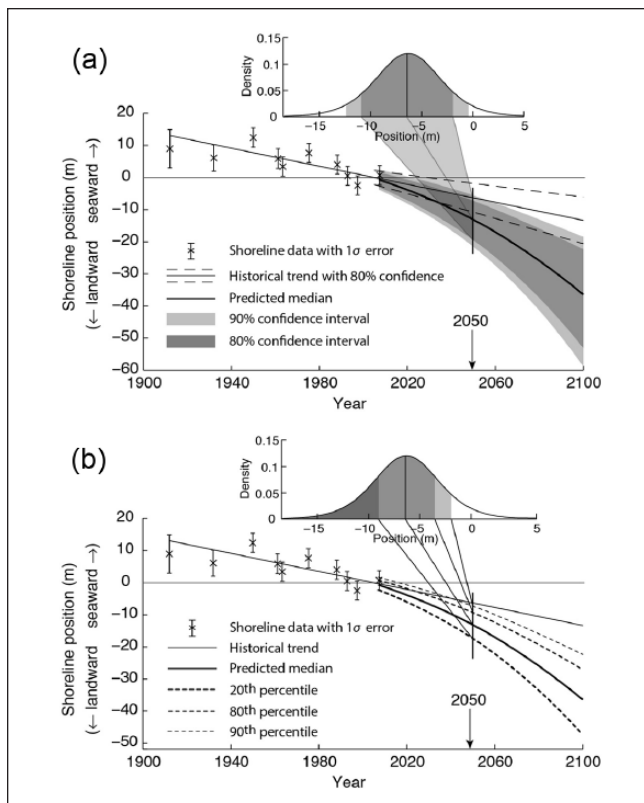 (a)
Density
0.15
0.1
0.05
0
−15
−10
−5
0
5
Position (m)
Shoreline position (m)
(← landward seaward →)
20
10
0
−10
−20
−30
−40
−50
−60
Shoreline data with 1σ error
Historical trend with 80% confidence
Predicted median
90% confidence interval
80% confidence interval
2050
1900
1940
1980
2020
2060
2100
Year
(b)
Density
0.15
0.1
0.05
0
−15
−10
−5
0
5
Position (m)
Shoreline position (m)
(← landward seaward →)
20
10
0
−10
−20
−30
−40
−50
Shoreline data with 1σ error
Historical trend
Predicted median
20th percentile
80th percentile
90th percentile
2050
1900
1940
1980
2020
2060
2100
Year